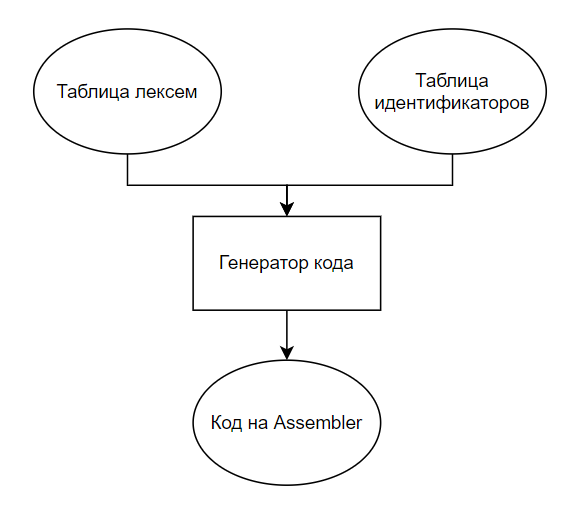 Таблица лексем
Таблица
идентификаторов
Генератор кода
Код на Assembler